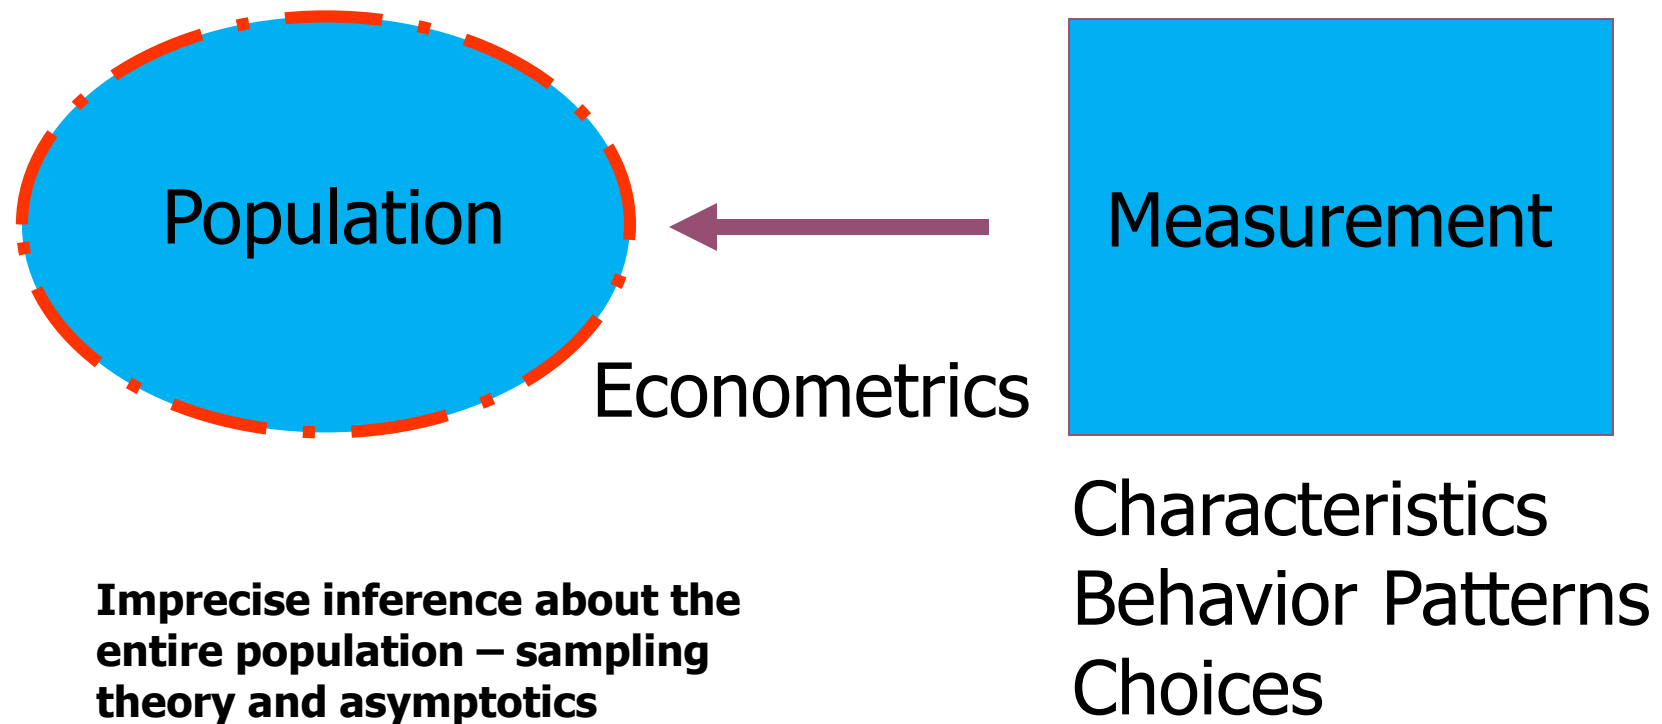 Population
Measurement
Econometrics
Characteristics
Behavior Patterns
Choices
Imprecise inference about the
entire population – sampling
theory and asymptotics